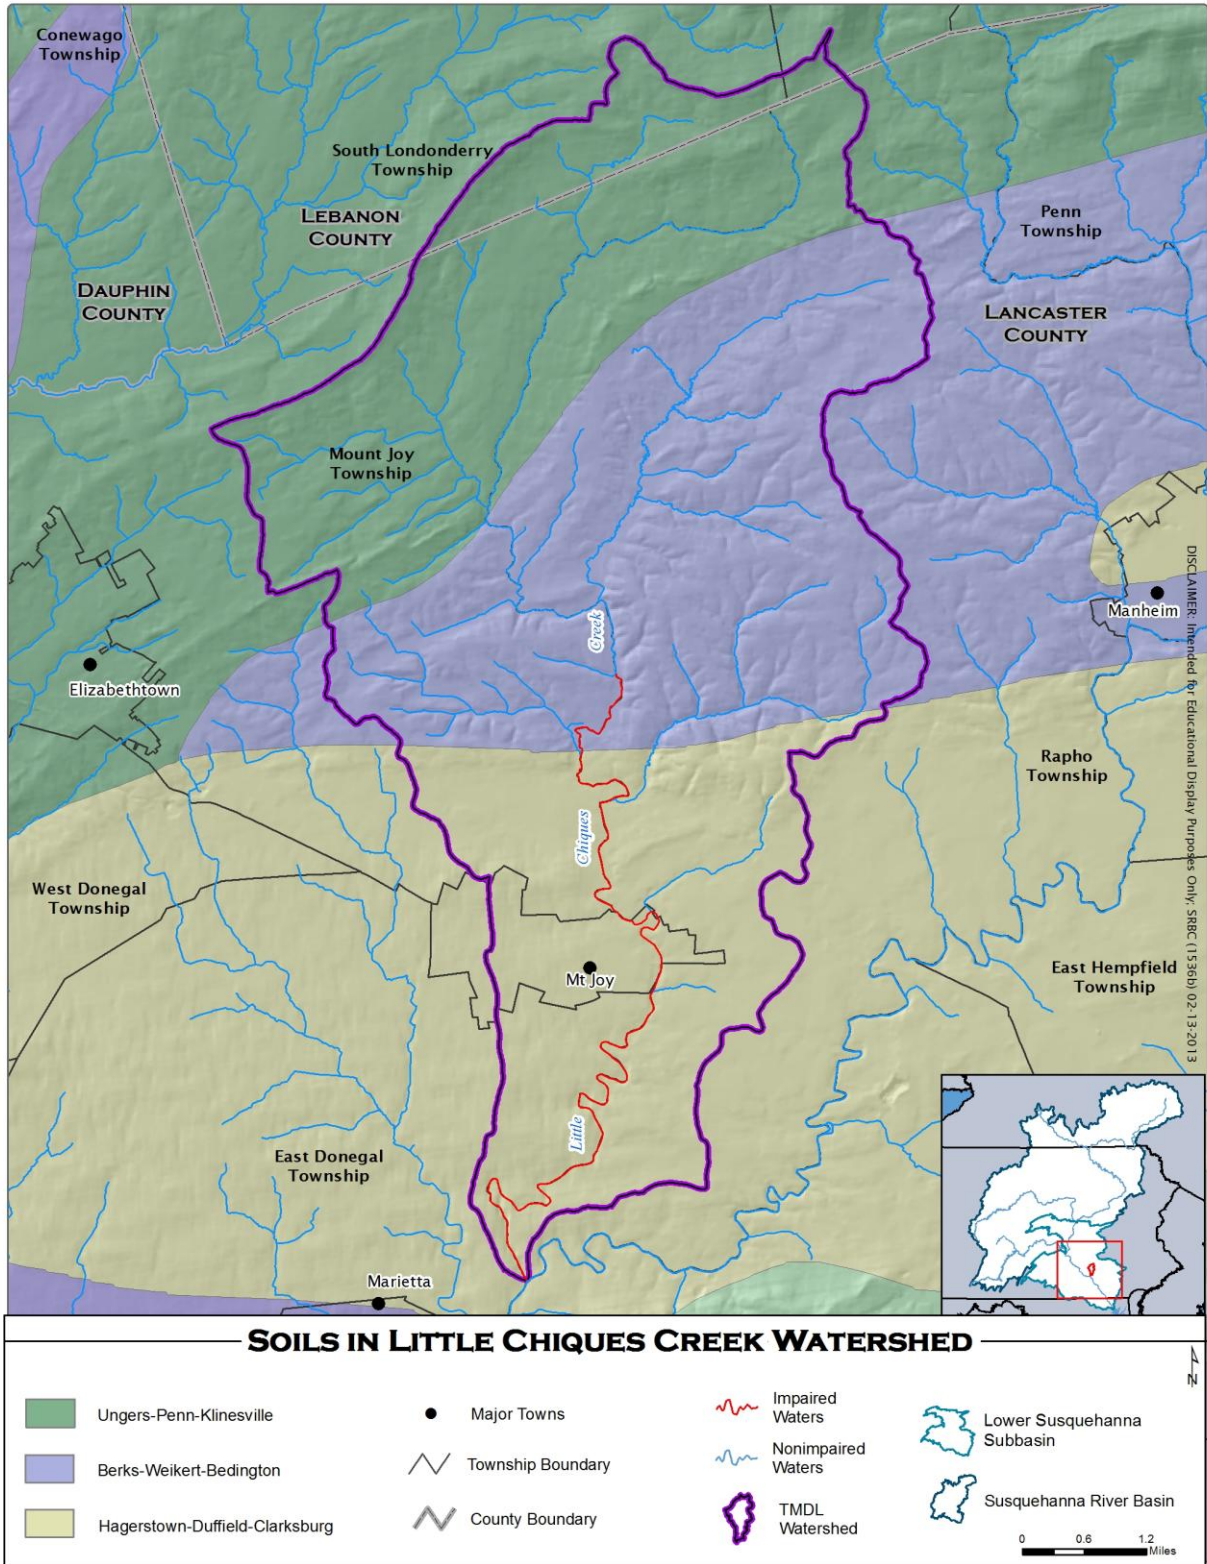 Conewago
Township
South Londonderry
Township
LEBANON
COUNTY
DAUPHIN
COUNTY
Penn
Township
LANCASTER
COUNTY
Mount Joy
Township
Manheim
Creek
Elizabethtown
Rapho
Township
Chiques
West Donegal
Township
Mt Joy
East Hempfield
Township
Little
East Donegal
Township
Marietta
DISCLAIMER: Intended for Educational Display Purposes Only; SRBC (1536b) 02-13-2013
SOILS IN LITTLE CHIQUES CREEK WATERSHED
N
Ungers-Penn-Klinesville
Berks-Weikert-Bedington
Hagerstown-Duffield-Clarksburg
Major Towns
Township Boundary
County Boundary
Impaired
Waters
Nonimpaired
Waters
TMDL
Watershed
Lower Susquehanna
Subbasin
Susquehanna River Basin
0 0.6 1.2
Miles